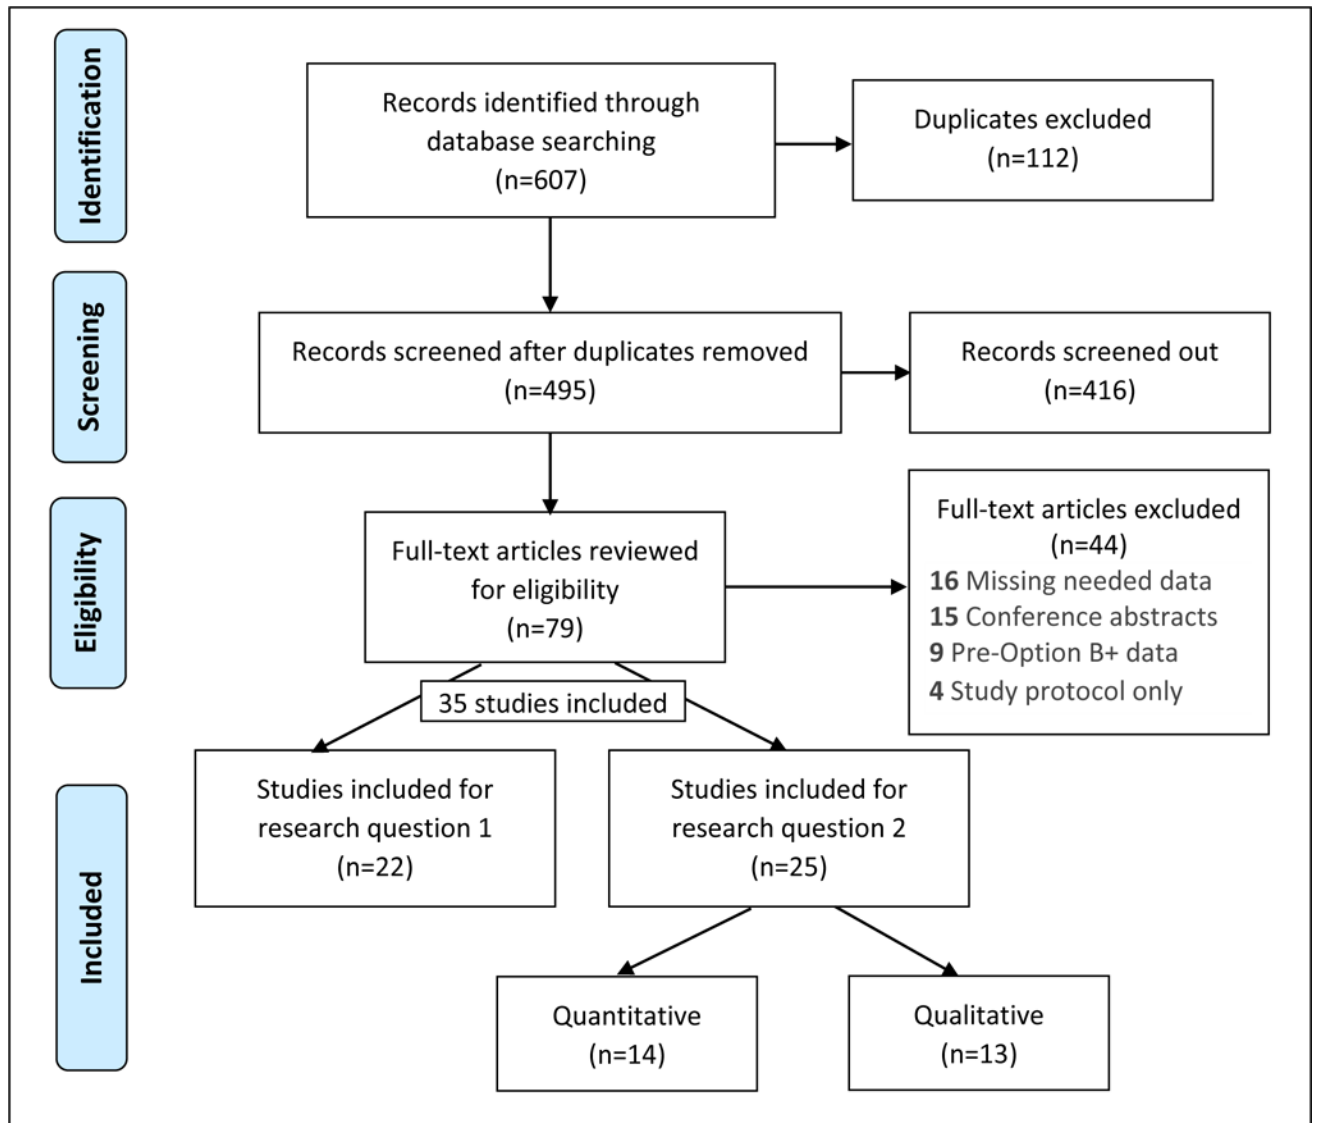 Identification
Records identified through
database searching
(n=607)
Duplicates excluded
(n=112)
Screening
Records screened after duplicates removed
(n=495)
Records screened out
(n=416)
Eligibility
Full-text articles reviewed
for eligibility
(n=79)
Full-text articles excluded
(n=44)
16 Missing needed data
15 Conference abstracts
9 Pre-Option B+ data
4 Study protocol only
35 studies included
Included
Studies included for
research question 1
(n=22)
Studies included for
research question 2
(n=25)
Quantitative
(n=14)
Qualitative
(n=13)